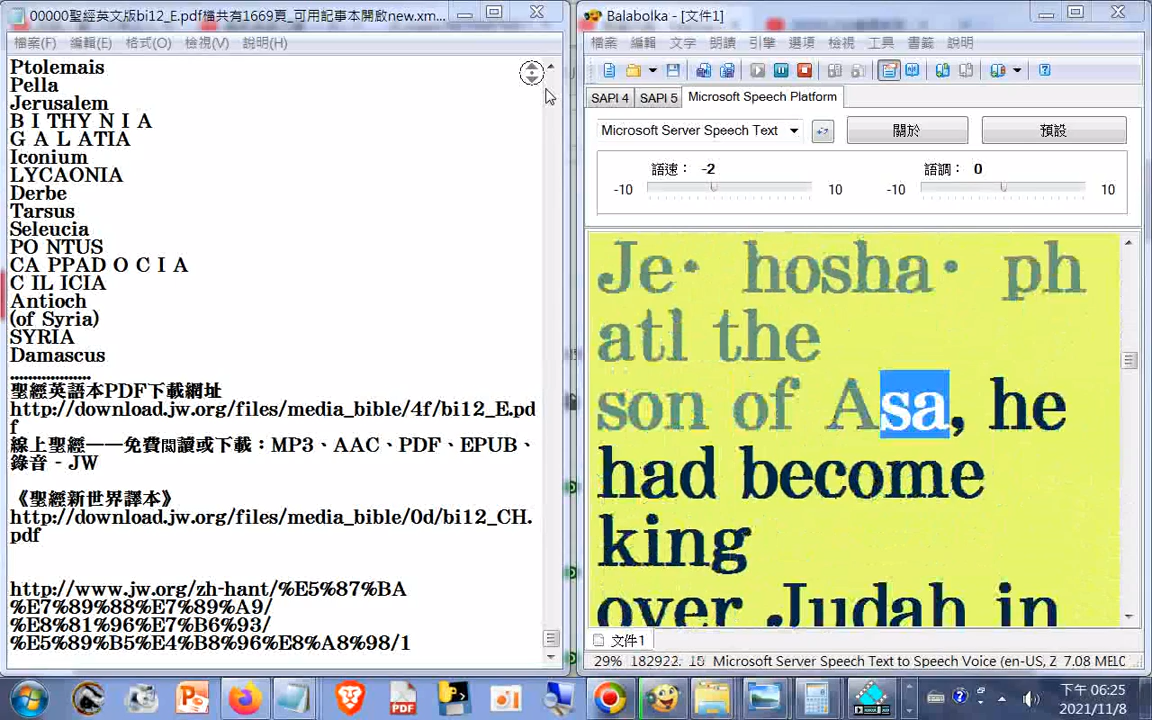 00000聖經英文版bi12_E.pdf檔共有1669頁_可用記事本開啟new.xm...
檔案(F) 編輯(E) 格式(O) 檢視(V) 說明(H)
Ptolemais
Pella
Jerusalem
B I THY N I A
G A L ATIA
Iconium
LYCAONIA
Derbe
Tarsus
Seleucia
PO NTUS
CA PPAD O C I A
C IL ICIA
Antioch
(of Syria)
SYRIA
Damascus
..................
聖經英語本PDF下載網址
http://download.jw.org/files/media_bible/4f/bi12_E.pd
f
線上聖經——免費閱讀或下載：MP3、AAC、PDF、EPUB、
錄音 - JW
《聖經新世界譯本》
http://download.jw.org/files/media_bible/0d/bi12_CH.
pdf
http://www.jw.org/zh-hant/%E5%87%BA
%E7%89%88%E7%89%A9/
%E8%81%96%E7%B6%93/
%E5%89%B5%E4%B8%96%E8%A8%98/1
Balabolka - [文件1]
檔案 編輯 文字 朗讀 引擎 選項 檢視 工具 書籤 說明
SAPI 4 SAPI 5 Microsoft Speech Platform
Microsoft Server Speech Text 關於 預設
語速： -2 語調： 0
-10 10 -10 10
Je· hosha· ph
atl the
son of Asa, he
had become
king
over Judah in
文件1
29% 182922: 15 Microsoft Server Speech Text to Speech Voice (en-US, Z 7.08
PDF
下午 06:25
2021/11/8